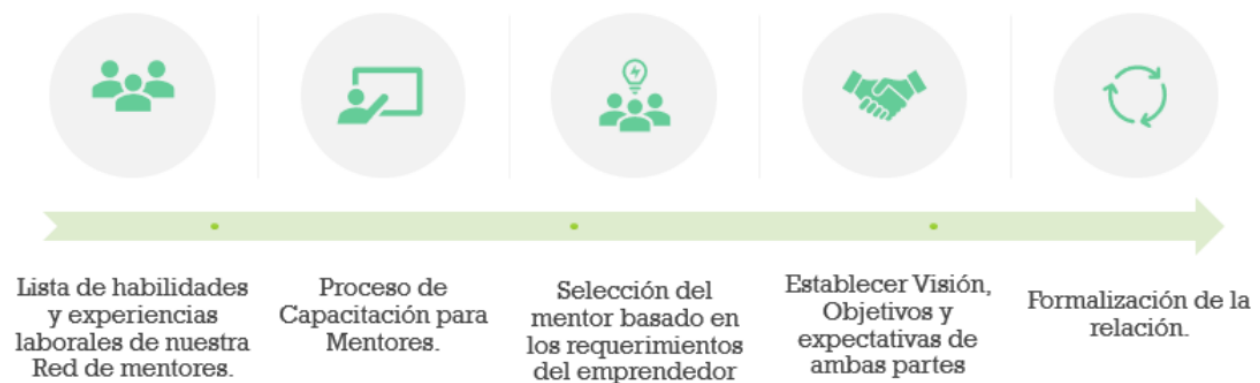 Lista de habilidades
y experiencias
laborales de nuestra
Red de mentores.
Proceso de
Capacitación para
Mentores.
Selección del
mentor basado en
los requerimientos
del emprendedor
Establecer Visión,
Objetivos y
expectativas de
ambas partes
Formalización de la
relación.